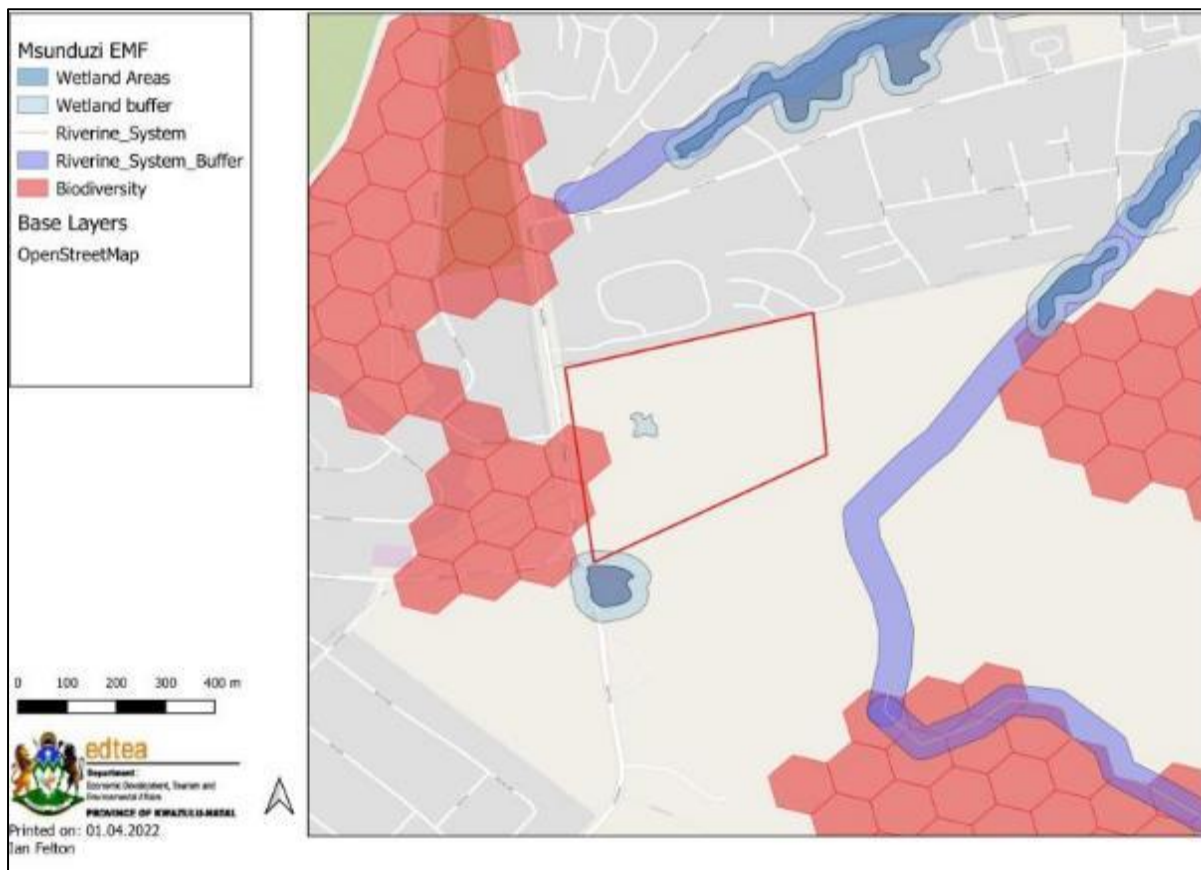 Msunduzi EMF
Wetland Areas
Wetland buffer
Riverine_System
Riverine_System_Buffer
Biodiversity
Base Layers
OpenStreetMap
0 100 200 300 400 m
edtea
Department:
Economic Development, Tourism and
Environmental Affairs
PROVINCE OF KWAZULU-NATAL
Printed on: 01.04.2022
Ian Felton